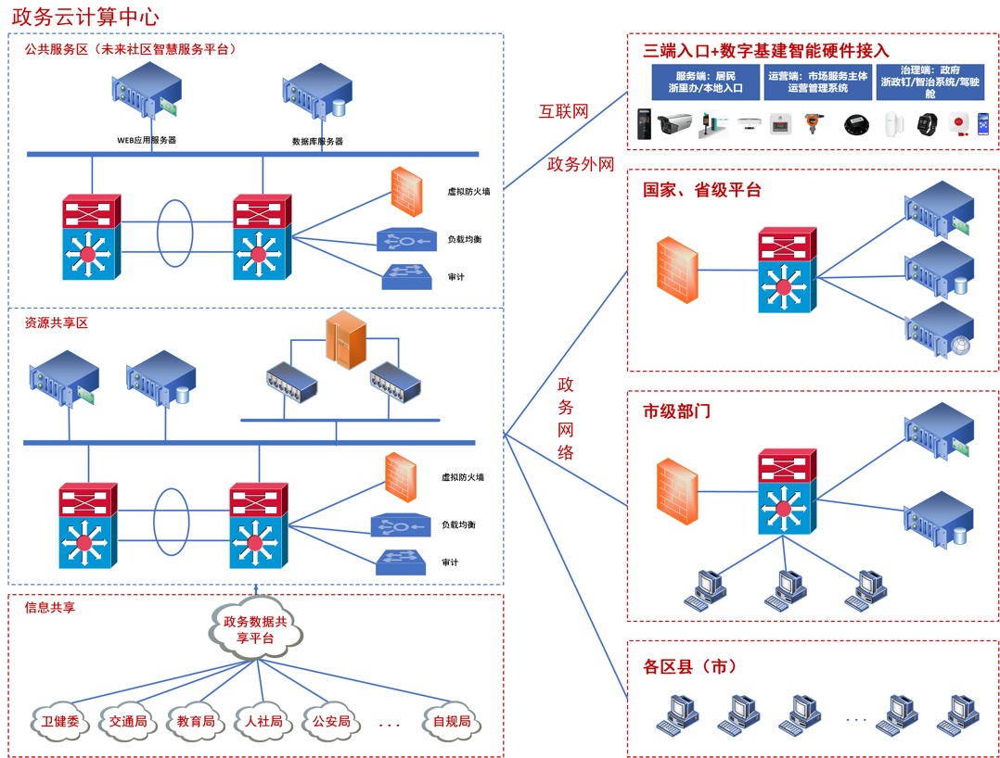 政务云计算中心
公共服务区（未来社区智慧服务平台）
WEB应用服务器
数据库服务器
虚拟防火墙
负载均衡
审计
资源共享区
虚拟防火墙
负载均衡
审计
信息共享
政务数据共
享平台
卫健委
交通局
教育局
人社局
公安局
...
自规局
互联网
政务外网
政
务
网
络
三端入口+数字基建智能硬件接入
服务端：居民
浙里办/本地入口
运营端：市场服务主体
运营管理系统
治理端：政府
浙政钉/智治系统/驾驶
舱
国家、省级平台
市级部门
各区县（市）
...